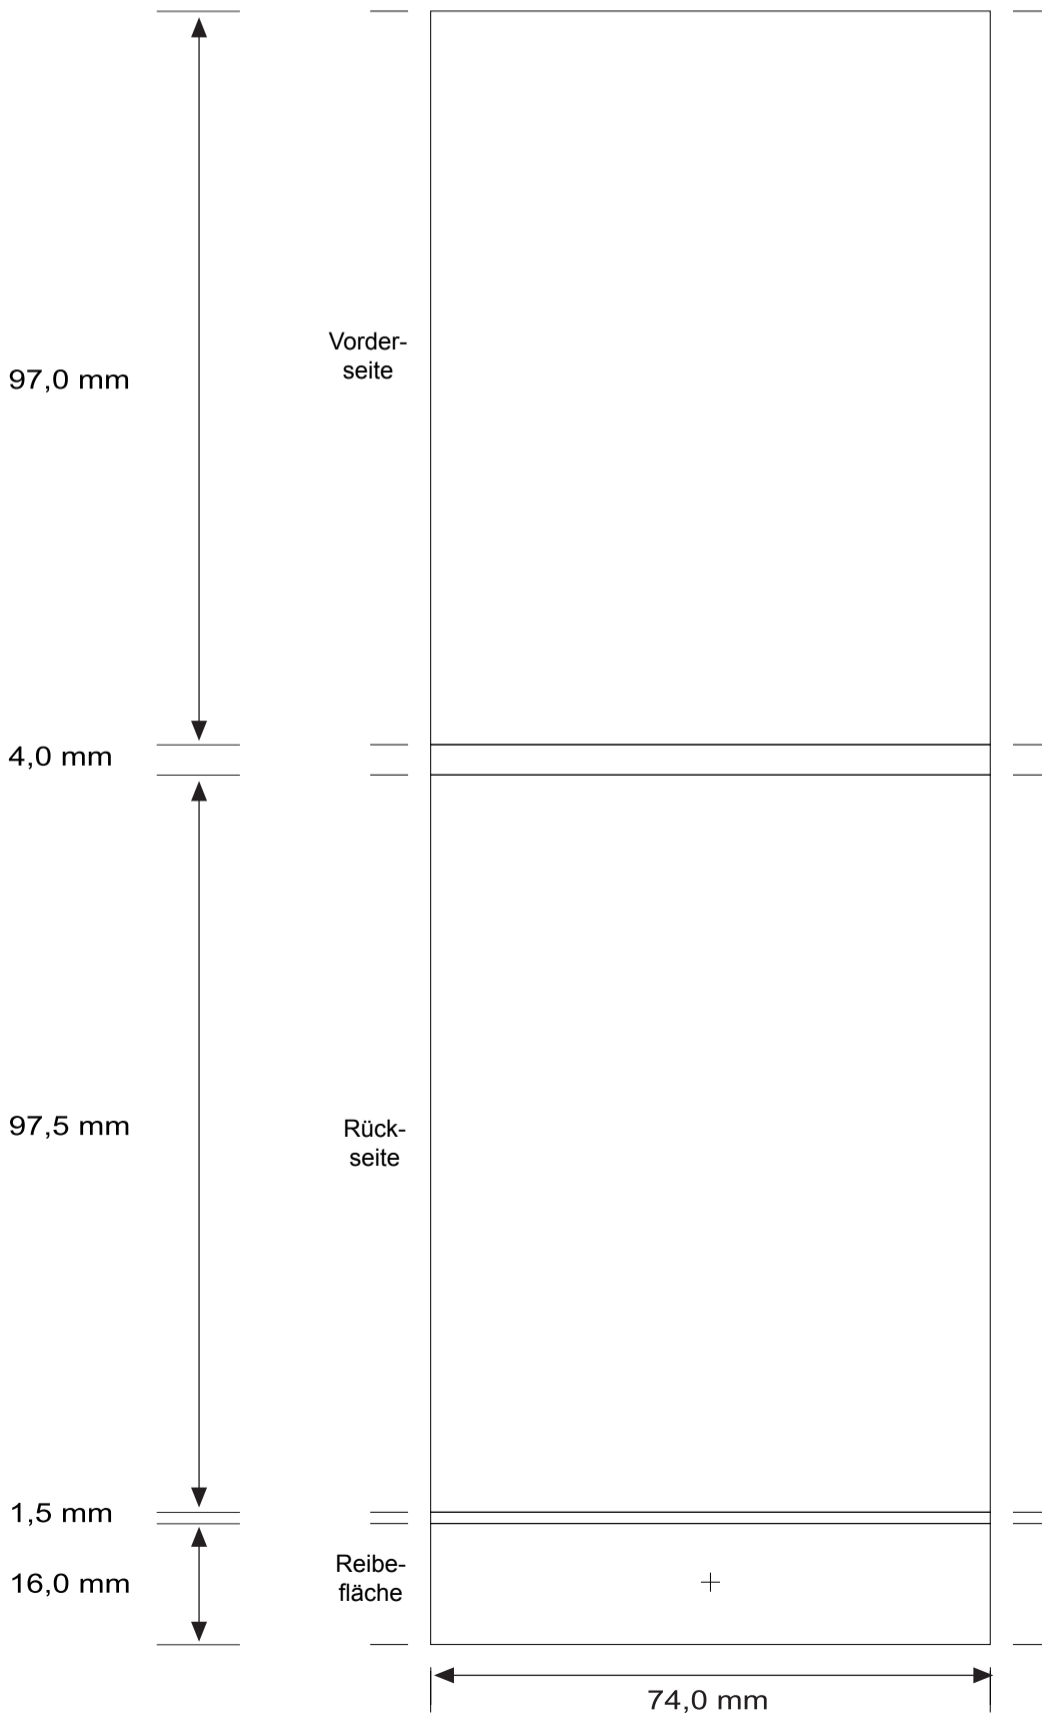 Vorder-
seite
97,0 mm
4,0 mm
97,5 mm
Rück-
seite
1,5 mm
Reibe-
fläche
16,0 mm
74,0 mm